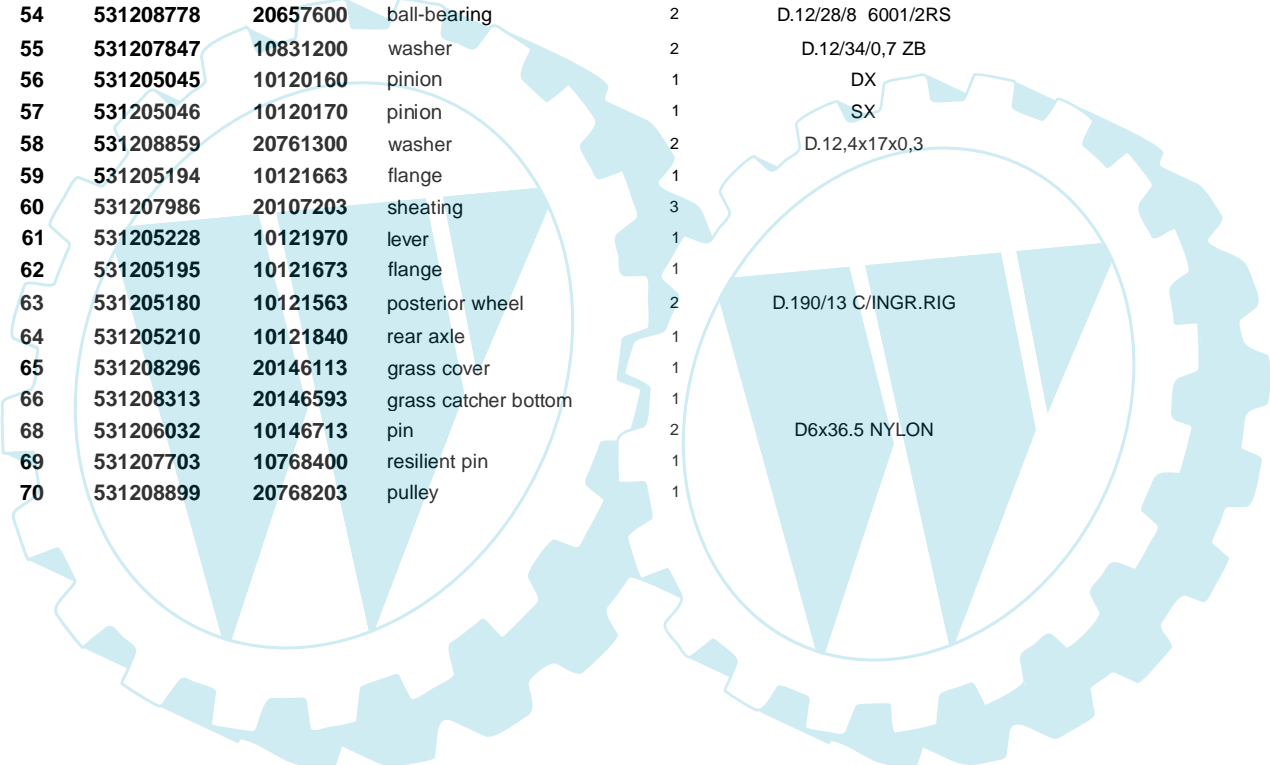 54 531208778 20657600 ball-bearing 2 D.12/28/8 6001/2RS
55 531207847 10831200 washer 2 D.12/34/0,7 ZB
56 531205045 10120160 pinion 1 DX
57 531205046 10120170 pinion 1 SX
58 531208859 20761300 washer 2 D.12,4x17x0,3
59 531205194 10121663 flange 1
60 531207986 20107203 sheating 3
61 531205228 10121970 lever 1
62 531205195 10121673 flange 1
63 531205180 10121563 posterior wheel 2 D.190/13 C/INGR.RIG
64 531205210 10121840 rear axle 1
65 531208296 20146113 grass cover 1
66 531208313 20146593 grass catcher bottom 1
68 531206032 10146713 pin 2 D6x36.5 NYLON
69 531207703 10768400 resilient pin 1
70 531208899 20768203 pulley 1